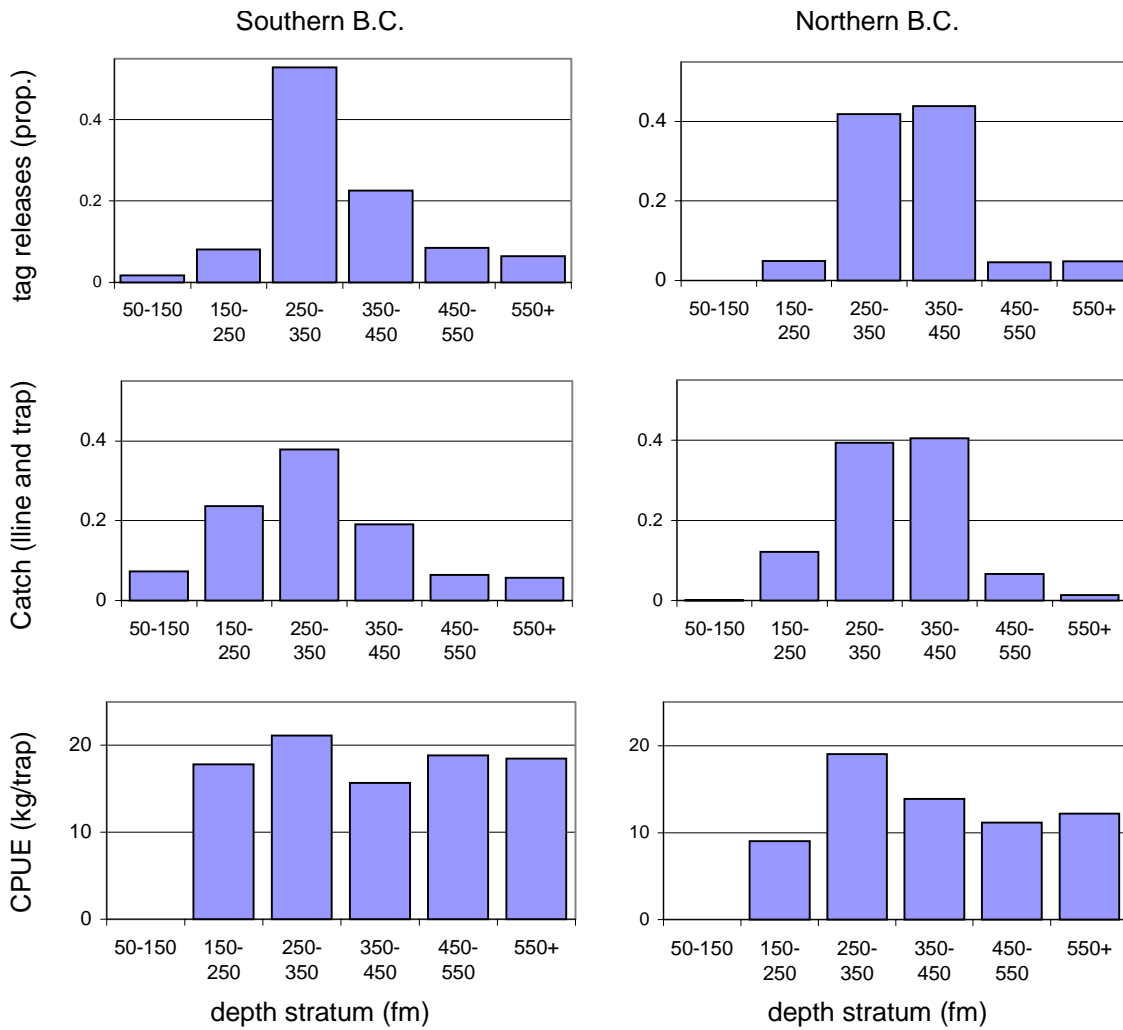 Southern B.C.
Northern B.C.
tag releases (prop.)
0.4
0.2
0
50-150 150- 250- 350- 450- 550+
250 350 450 550
0.4
0.2
0
50-150 150- 250- 350- 450- 550+
250 350 450 550
Catch (lline and trap)
0.4
0.2
0
50-150 150- 250- 350- 450- 550+
250 350 450 550
0.4
0.2
0
50-150 150- 250- 350- 450- 550+
250 350 450 550
CPUE (kg/trap)
20
10
0
50-150 150- 250- 350- 450- 550+
250 350 450 550
depth stratum (fm)
20
10
0
50-150 150- 250- 350- 450- 550+
250 350 450 550
depth stratum (fm)